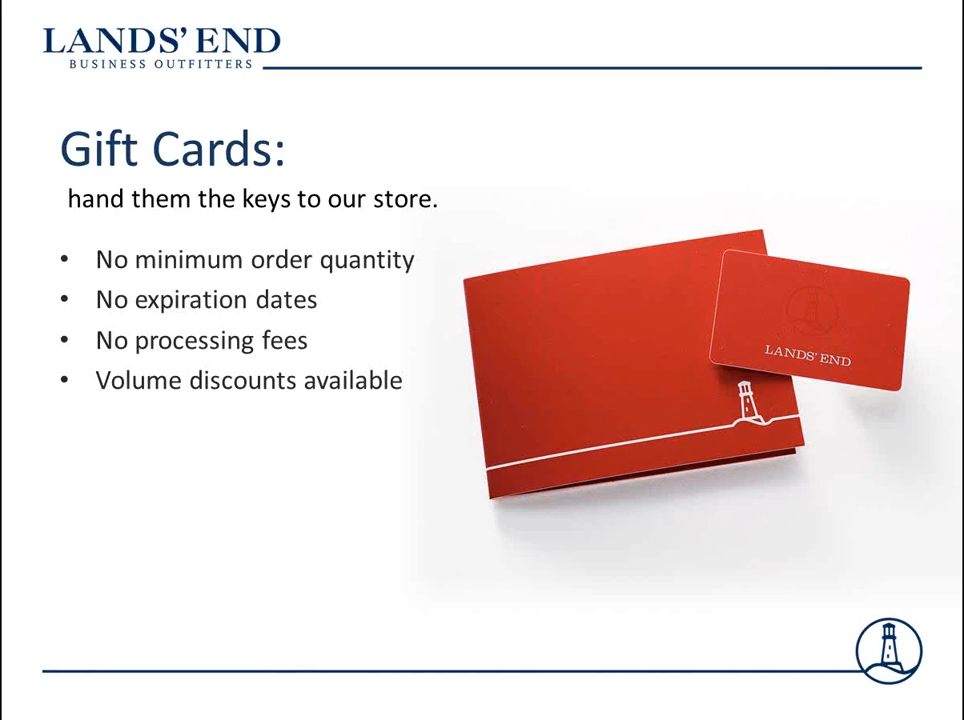 LANDS' END
BUSINESS OUTFITTERS
Gift Cards:
hand them the keys to our store.
• No minimum order quantity
• No expiration dates
• No processing fees
• Volume discounts available
LANDS' END